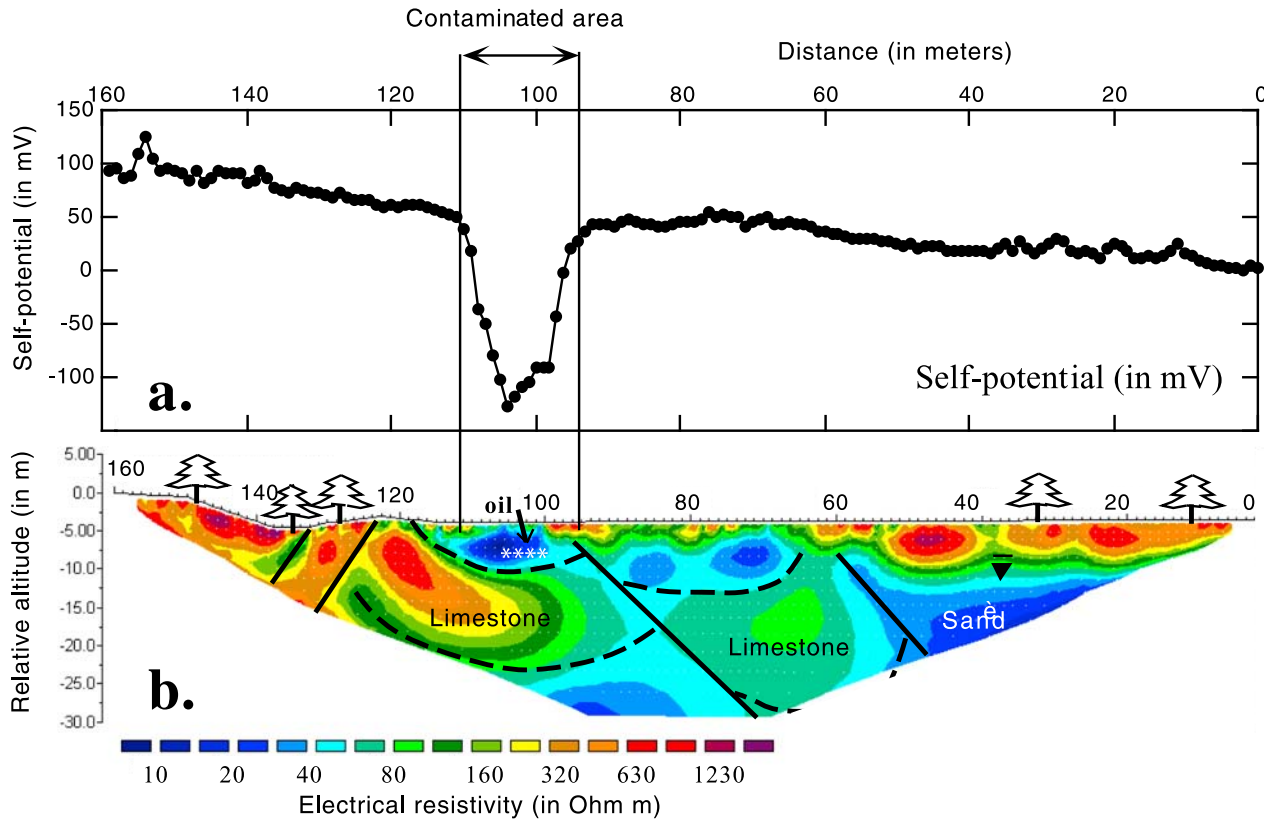 Contaminated area
Distance (in meters)
160 140 120 100 80 60 40 20 0
150
100
50
0
-50
-100
Self-potential (in mV)
a.
Self-potential (in mV)
5.00
0.0
-5.00
-10.0
-15.0
-20.0
-25.0
-30.0
Relative altitude (in m)
160 140 120 100 80 60 40 20 0
oil
****
Limestone
Limestone
Sand
è
b.
10 20 40 80 160 320 630 1230
Electrical resistivity (in Ohm m)